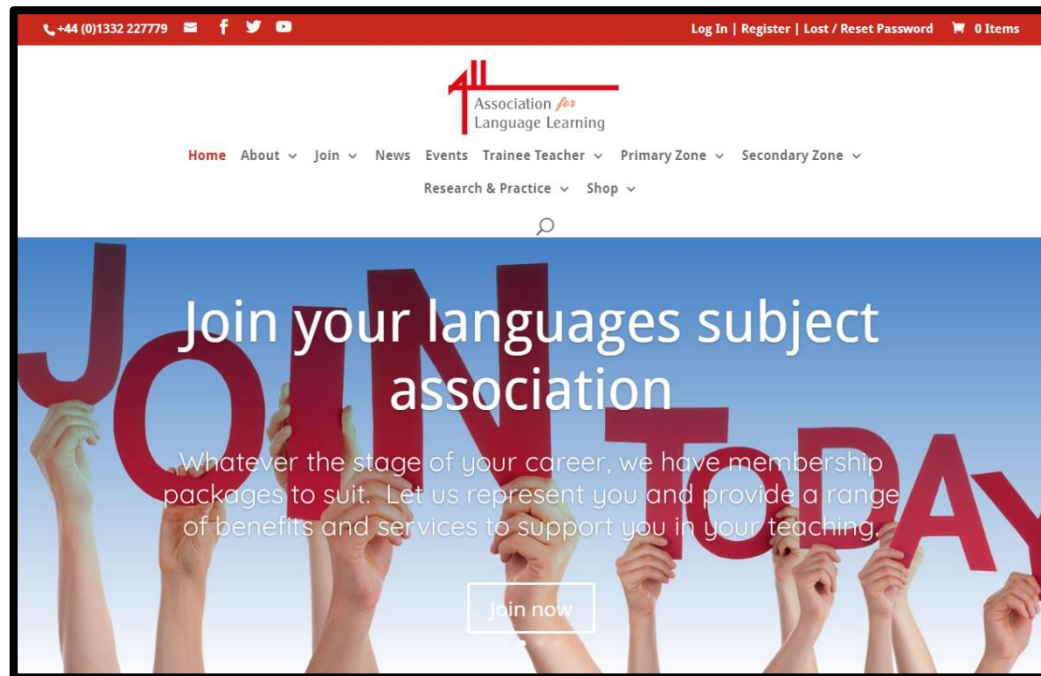 +44 (0)1332 227779
Log In | Register | Lost / Reset Password 0 Items
all
Association for
Language Learning
Home About Join News Events Trainee Teacher Primary Zone Secondary Zone
Research & Practice Shop
JOIN TODAY
Join your languages subject
association
Whatever the stage of your career, we have membership
packages to suit. Let us represent you and provide a range
of benefits and services to support you in your teaching.
Join now